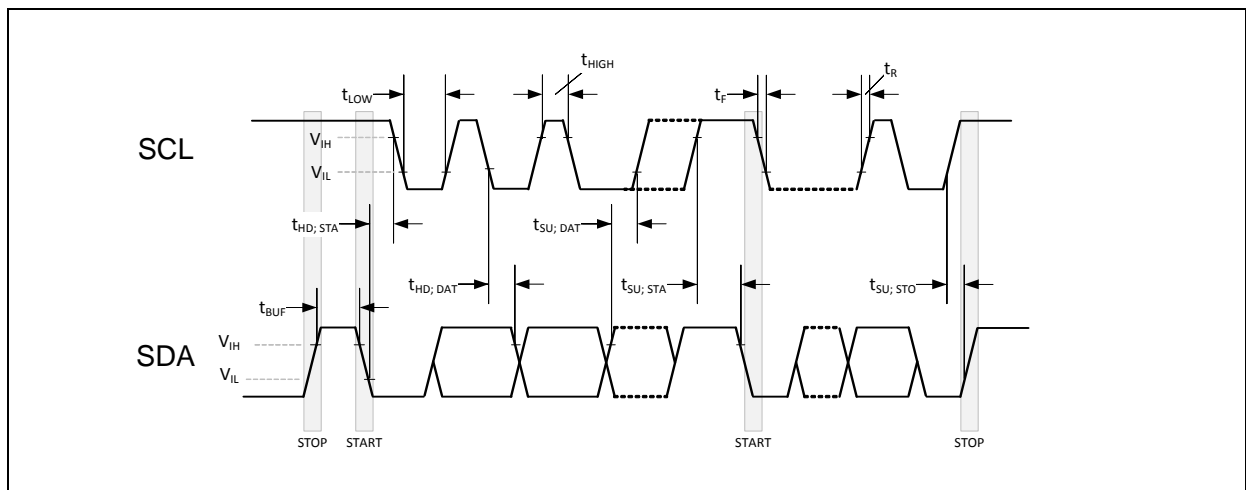 tHIGH
tLOW
tF
tR
VIH
SCL
VIL
tHD; STA
tSU; DAT
tHD; DAT
tSU; STA
tSU; STO
tBUF
VIH
SDA
VIL
STOP
START
START
STOP